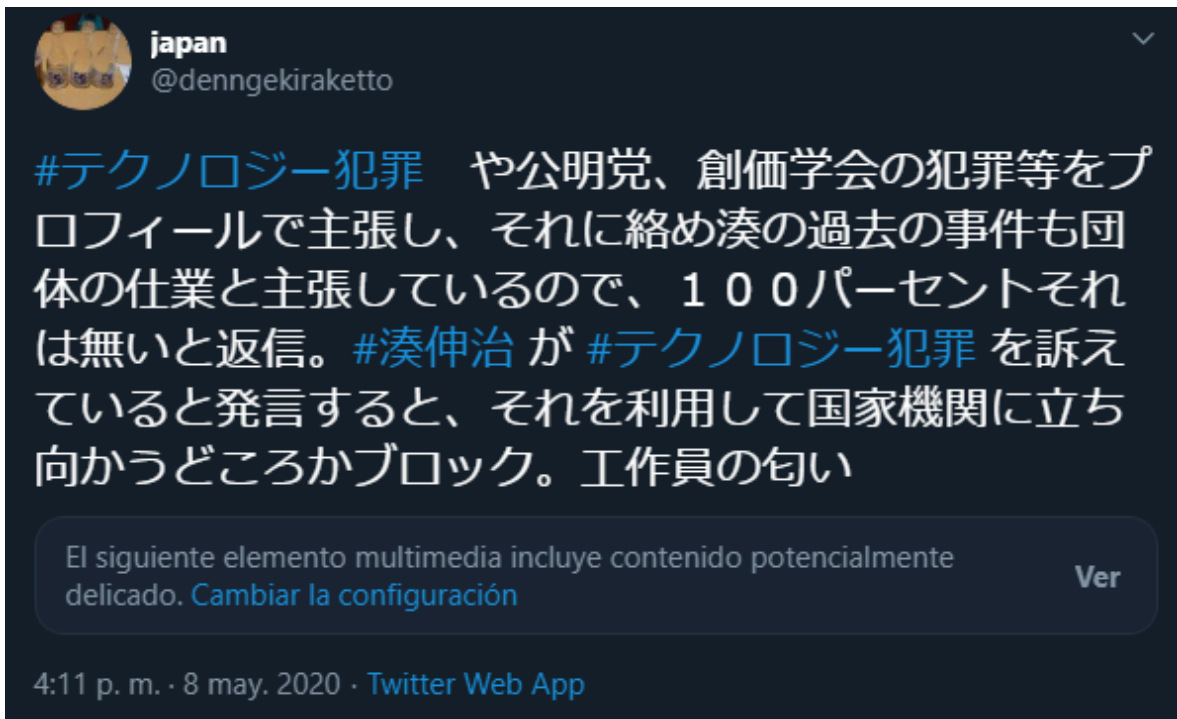 japan
@denngekiraketto
#テクノロジー犯罪　や公明党、創価学会の犯罪等をプ
ロフィールで主張し、それに絡め湊の過去の事件も団
体の仕業と主張しているので、１００パーセントそれ
は無いと返信。#湊伸治 が #テクノロジー犯罪 を訴え
ていると発言すると、それを利用して国家機関に立ち
向かうどころかブロック。工作員の匂い
El siguiente elemento multimedia incluye contenido potencialmente
delicado. Cambiar la configuración
Ver
4:11 p. m. · 8 may. 2020 · Twitter Web App